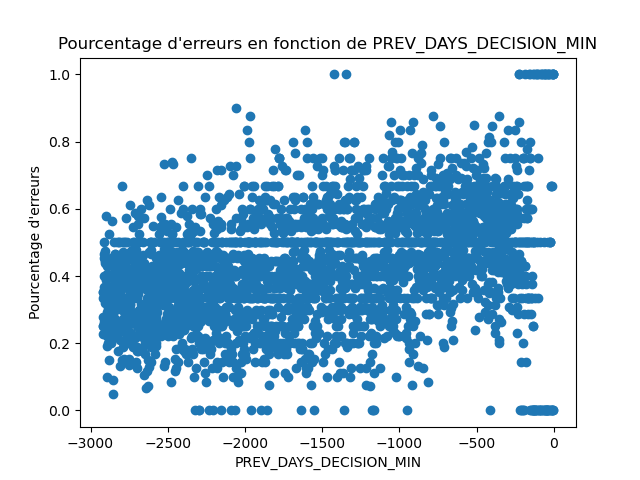 Pourcentage d'erreurs en fonction de PREV_DAYS_DECISION_MIN
1.0
0.8
0.6
0.4
0.2
0.0
Pourcentage d'erreurs
−3000 −2500 −2000 −1500 −1000 −500 0
PREV_DAYS_DECISION_MIN